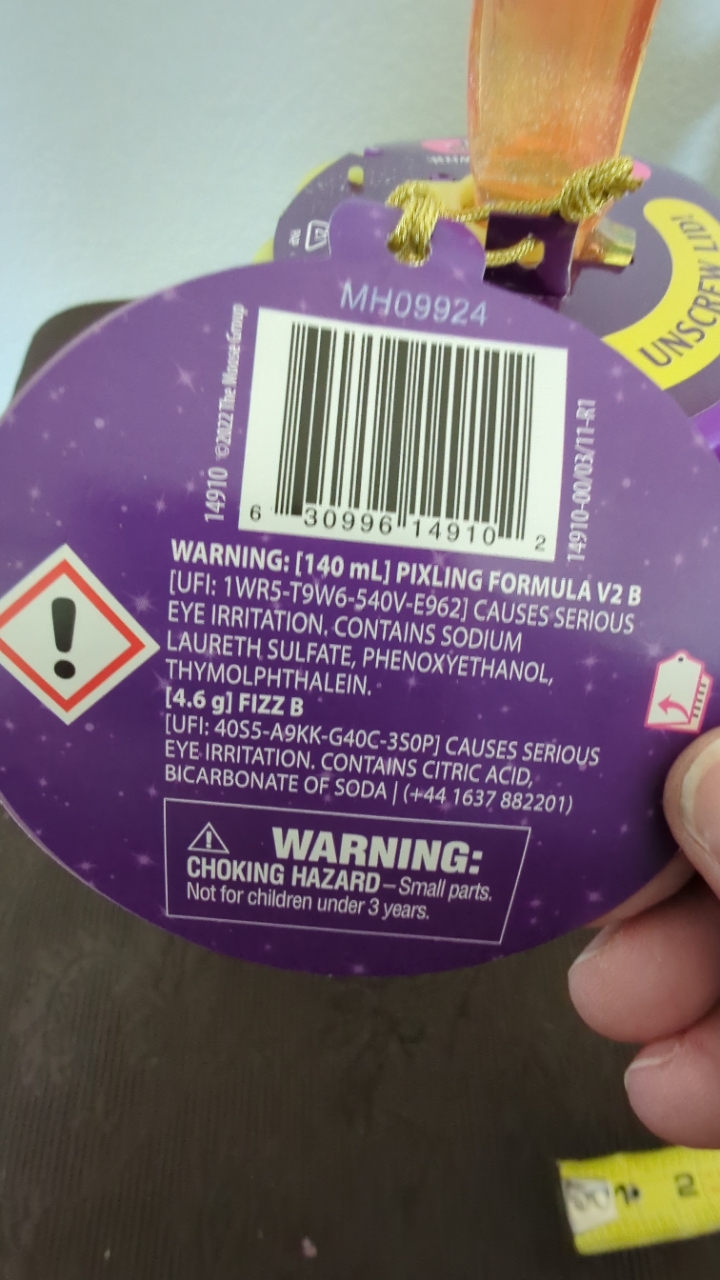 UNSCREW LID!
MH09924
14910 ©2022 The Moose Group
6 30996 14910 2
14910-00/03/11-R1
WARNING: [140 mL] PIXLING FORMULA V2 B
[UFI: 1WR5-T9W6-540V-E962] CAUSES SERIOUS
EYE IRRITATION. CONTAINS SODIUM
LAURETH SULFATE, PHENOXYETHANOL,
THYMOLPHTHALEIN.
[4.6 g] FIZZ B
[UFI: 40S5-A9KK-G40C-3S0P] CAUSES SERIOUS
EYE IRRITATION. CONTAINS CITRIC ACID,
BICARBONATE OF SODA | (+44 1637 882201)
WARNING:
CHOKING HAZARD – Small parts.
Not for children under 3 years.
1 2